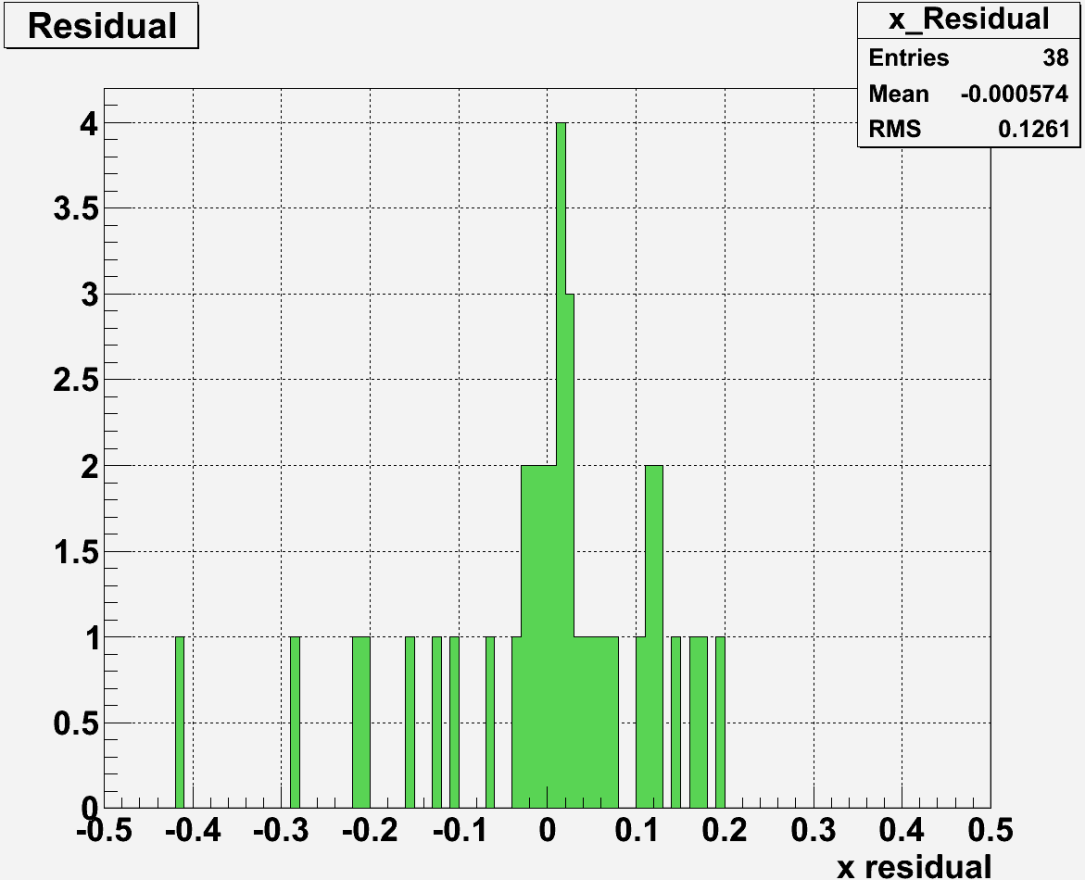 Residual
x_Residual
Entries 38
Mean -0.000574
RMS 0.1261
4
3.5
3
2.5
2
1.5
1
0.5
0
-0.5 -0.4 -0.3 -0.2 -0.1 0 0.1 0.2 0.3 0.4 0.5
x residual